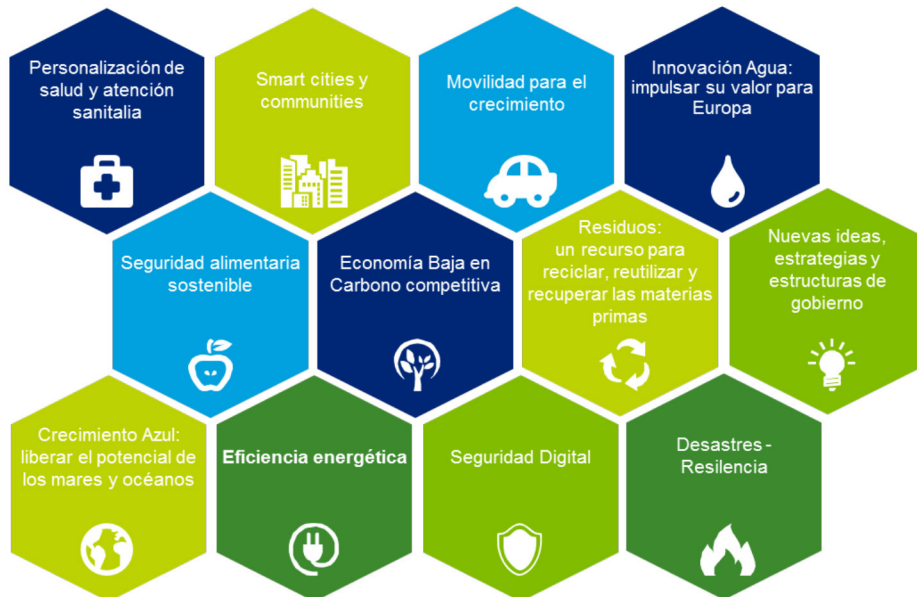 Personalización de
salud y atención
sanitalia
Smart cities y
communities
Movilidad para el
crecimiento
Innovación Agua:
impulsar su valor para
Europa
Seguridad alimentaria
sostenible
Economía Baja en
Carbono competitiva
Residuos:
un recurso para
reciclar, reutilizar y
recuperar las materias
primas
Nuevas ideas,
estrategias y
estructuras de
gobierno
Crecimiento Azul:
liberar el potencial de
los mares y océanos
Eficiencia energética
Seguridad Digital
Desastres -
Resilencia